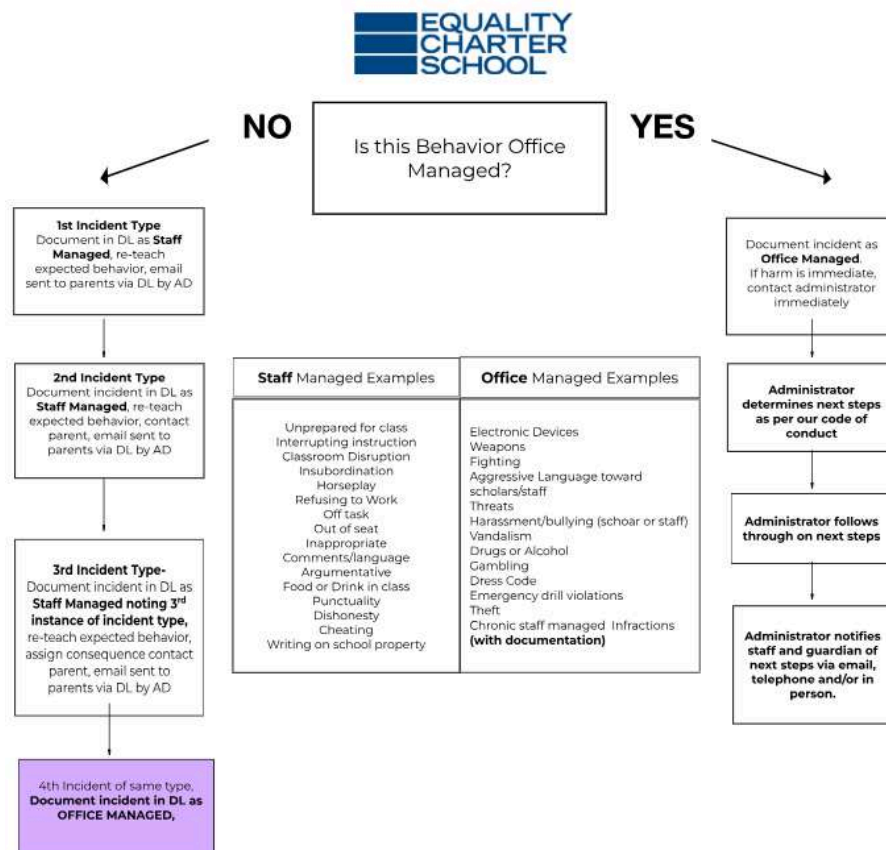 EQUALITY
CHARTER
SCHOOL
NO
Is this Behavior Office
Managed?
YES
1st Incident Type
Document in DL as Staff
Managed, re-teach
expected behavior, email
sent to parents via DL by AD
2nd Incident Type
Document incident in DL as
Staff Managed, re-teach
expected behavior, contact
parent, email sent to
parents via DL by AD
3rd Incident Type-
Document incident in DL as
Staff Managed noting 3rd
instance of incident type,
re-teach expected behavior,
assign consequence contact
parent, email sent to
parents via DL by AD
4th Incident of same type,
Document incident in DL as
OFFICE MANAGED,
Staff Managed Examples
Unprepared for class
Interrupting instruction
Classroom Disruption
Insubordination
Horseplay
Refusing to Work
Off task
Out of seat
Inappropriate
Comments/language
Argumentative
Food or Drink in class
Punctuality
Dishonesty
Cheating
Writing on school property
Office Managed Examples
Electronic Devices
Weapons
Fighting
Aggressive Language toward
scholars/staff
Threats
Harassment/bullying (schoar or staff)
Vandalism
Drugs or Alcohol
Gambling
Dress Code
Emergency drill violations
Theft
Chronic staff managed Infractions
(with documentation)
Document incident as
Office Managed.
If harm is immediate,
contact administrator
immediately
Administrator
determines next steps
as per our code of
conduct
Administrator follows
through on next steps
Administrator notifies
staff and guardian of
next steps via email,
telephone and/or in
person.